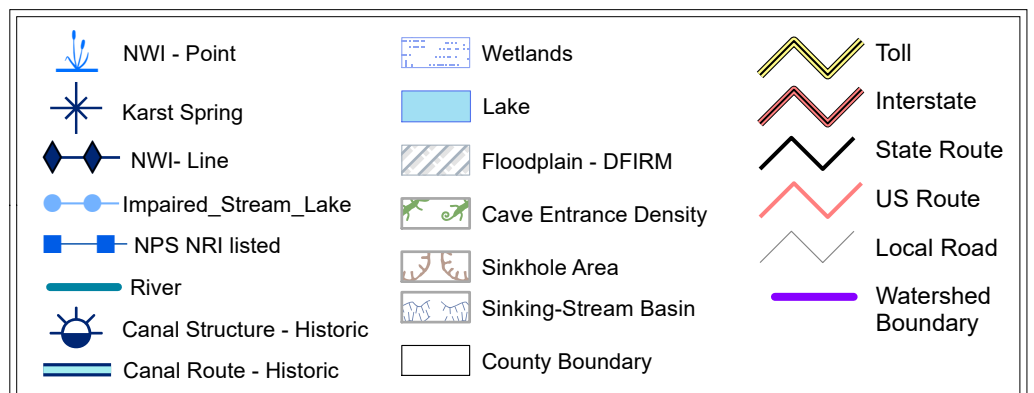 NWI - Point
Karst Spring
NWI- Line
Impaired_Stream_Lake
NPS NRI listed
River
Canal Structure - Historic
Canal Route - Historic
Wetlands
Lake
Floodplain - DFIRM
Cave Entrance Density
Sinkhole Area
Sinking-Stream Basin
County Boundary
Toll
Interstate
State Route
US Route
Local Road
Watershed
Boundary